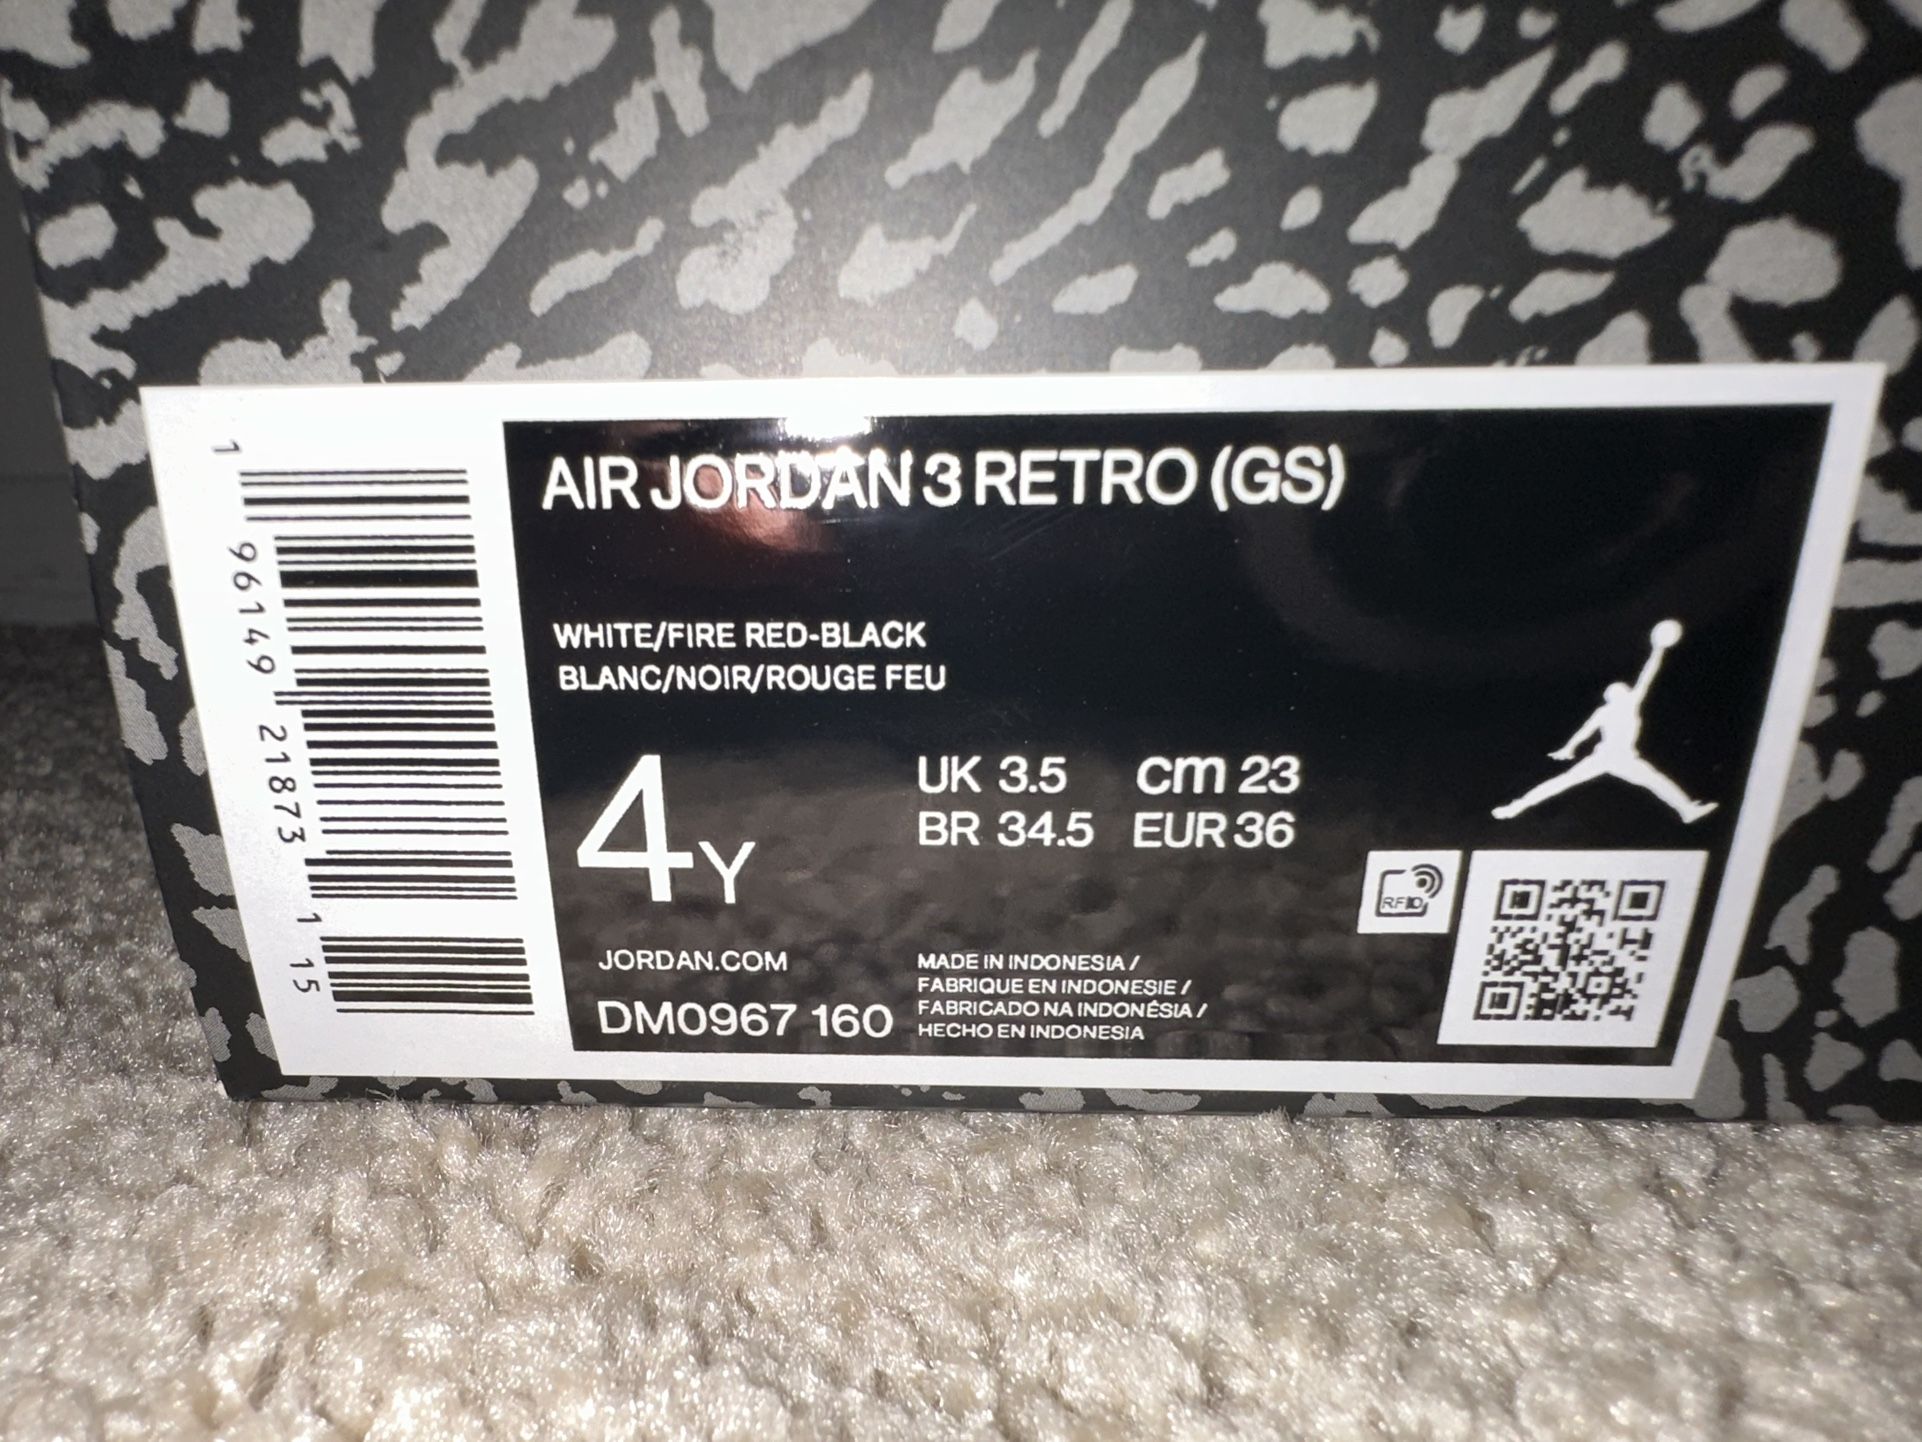 AIR JORDAN 3 RETRO (GS)
WHITE/FIRE RED-BLACK
BLANC/NOIR/ROUGE FEU
4Y
UK 3.5 cm 23
BR 34.5 EUR 36
RFID
JORDAN.COM
DM0967 160
MADE IN INDONESIA /
FABRIQUE EN INDONESIE /
FABRICADO NA INDONÉSIA /
HECHO EN INDONESIA
1 96149 21873 1 15